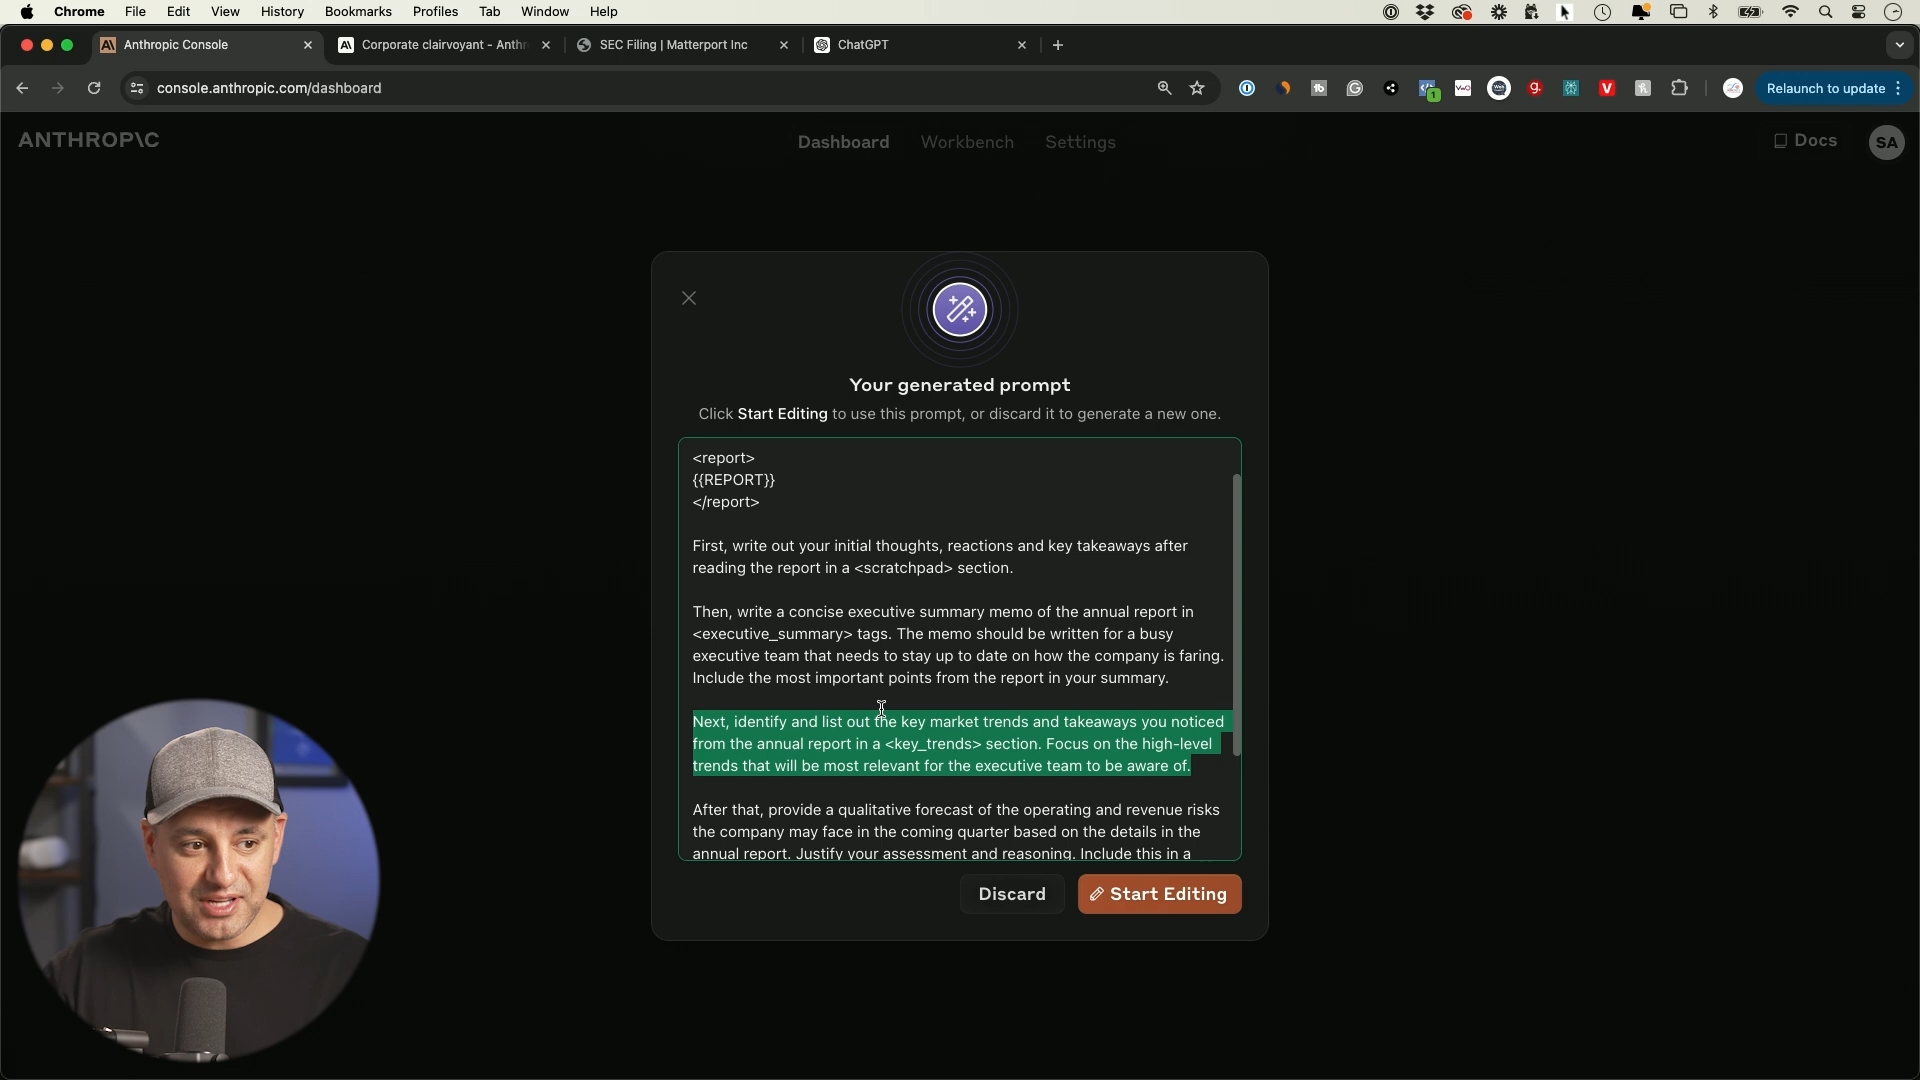 Chrome File Edit View History Bookmarks Profiles Tab Window Help
Anthropic Console
Corporate clairvoyant - Anthr
SEC Filing | Matterport Inc
ChatGPT
console.anthropic.com/dashboard
1
Relaunch to update
ANTHROP\C
Dashboard Workbench Settings
Docs
SA
Your generated prompt
Click Start Editing to use this prompt, or discard it to generate a new one.
<report>
{{REPORT}}
</report>
First, write out your initial thoughts, reactions and key takeaways after
reading the report in a <scratchpad> section.
Then, write a concise executive summary memo of the annual report in
<executive_summary> tags. The memo should be written for a busy
executive team that needs to stay up to date on how the company is faring.
Include the most important points from the report in your summary.
Next, identify and list out the key market trends and takeaways you noticed
from the annual report in a <key_trends> section. Focus on the high-level
trends that will be most relevant for the executive team to be aware of.
After that, provide a qualitative forecast of the operating and revenue risks
the company may face in the coming quarter based on the details in the
annual report. Justify your assessment and reasoning. Include this in a
Discard
Start Editing